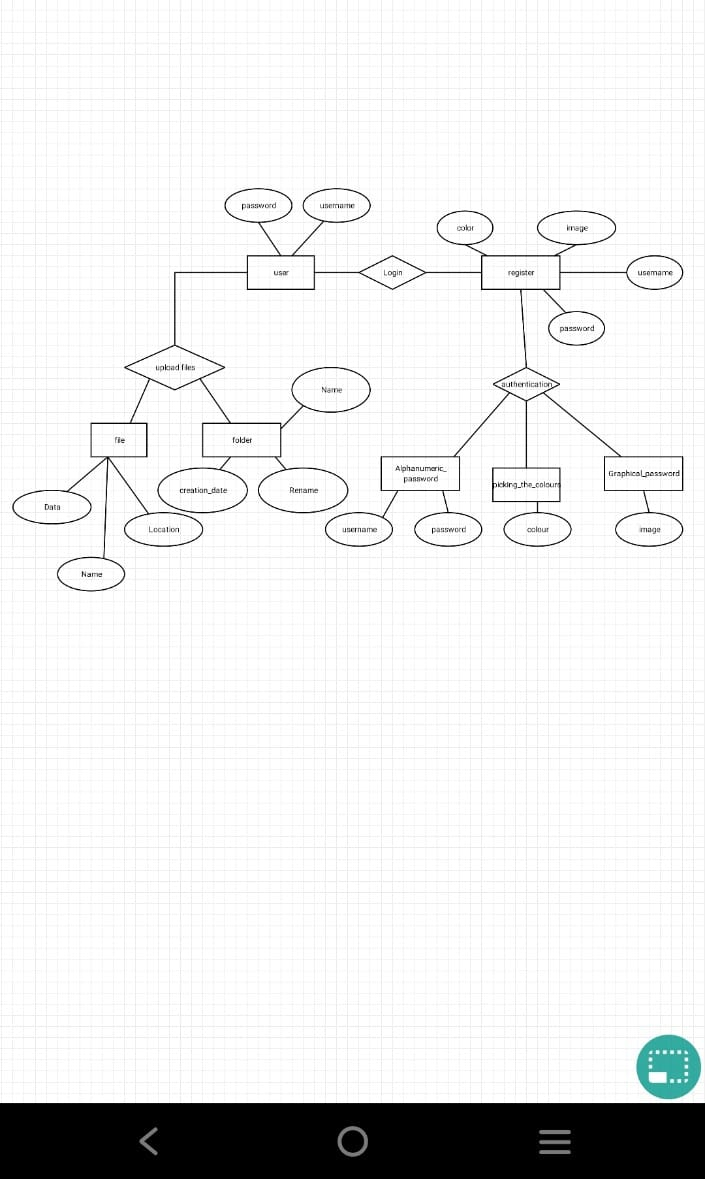 password
username
color
image
user
Login
register
username
password
upload files
Name
authentication
file
folder
Alphanumeric_
password
picking_the_colours
Graphical_password
creation_date
Rename
Data
Location
username
password
colour
image
Name